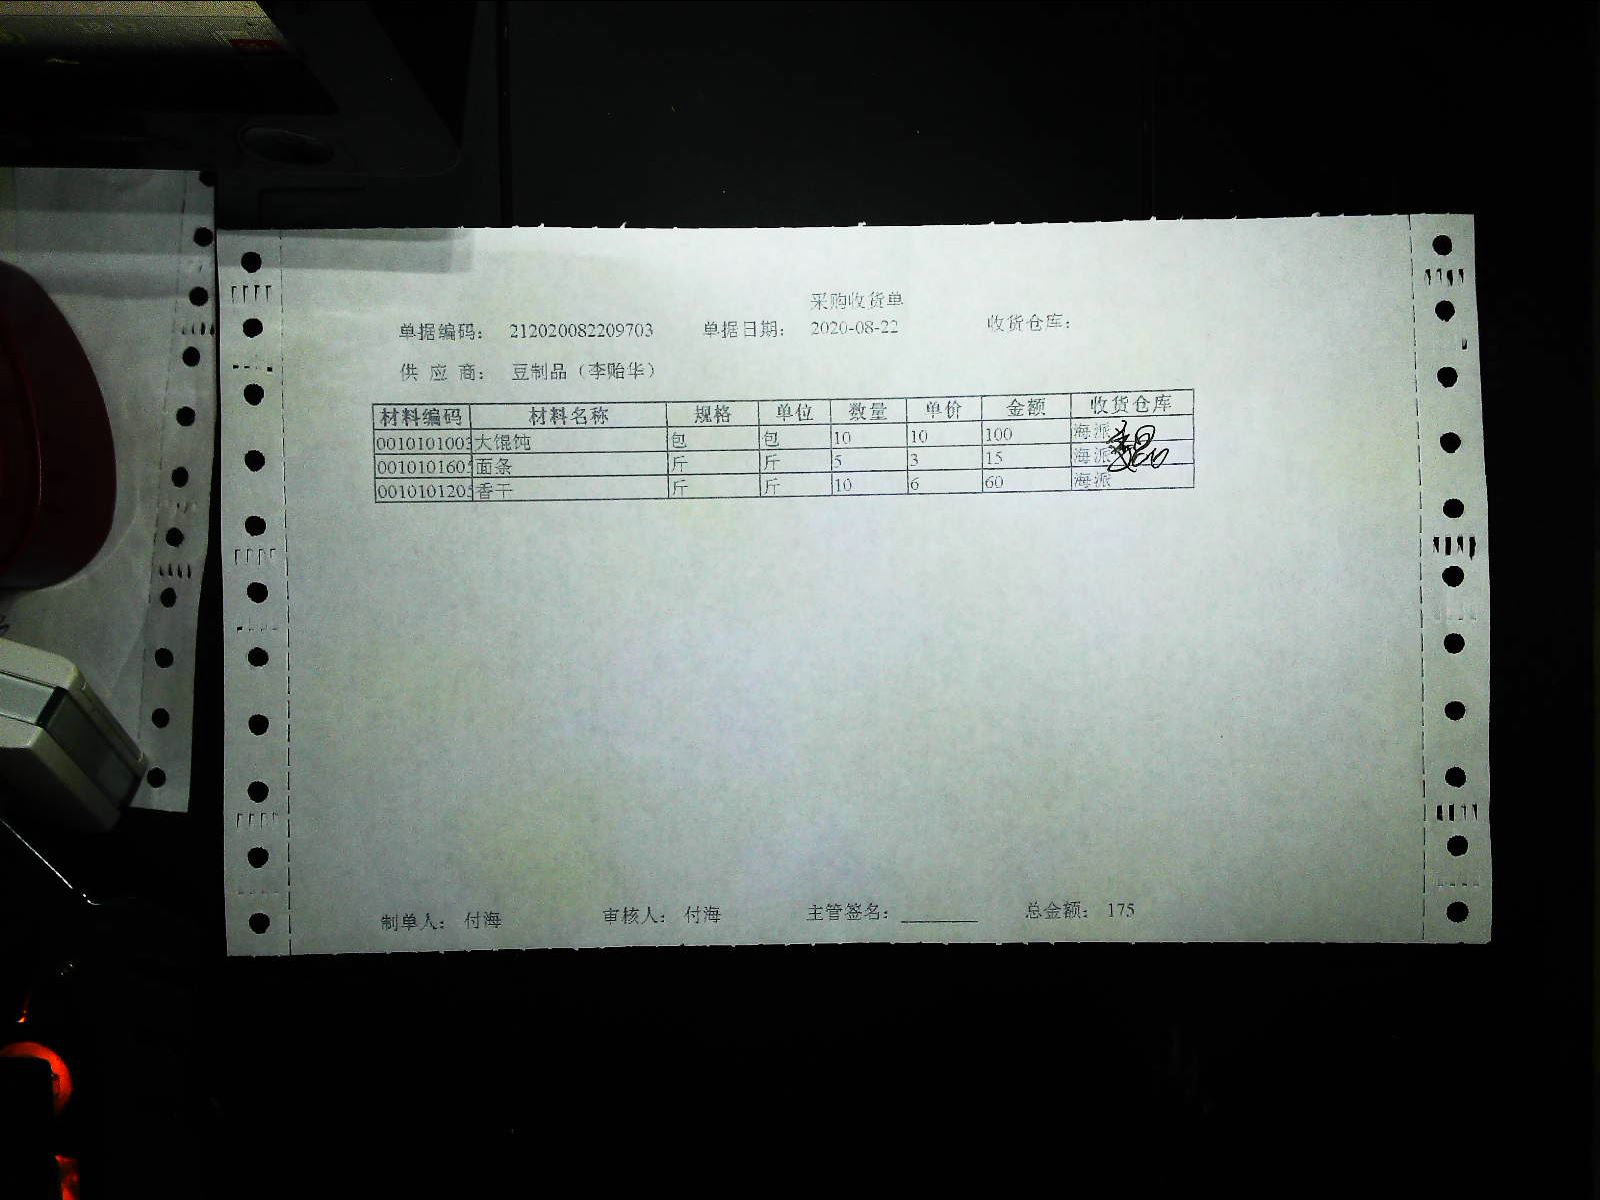 采购收货单
单据编码： 212020082209703 单据日期： 2020-08-22 收货仓库：
供 应 商： 豆制品（李贻华）
材料编码 材料名称 规格 单位 数量 单价 金额 收货仓库
0010101003 大馄饨 包 包 10 10 100 海派
0010101605 面条 斤 斤 5 3 15 海派
0010101205 香干 斤 斤 10 6 60 海派
制单人： 付海 审核人： 付海 主管签名： 总金额： 175